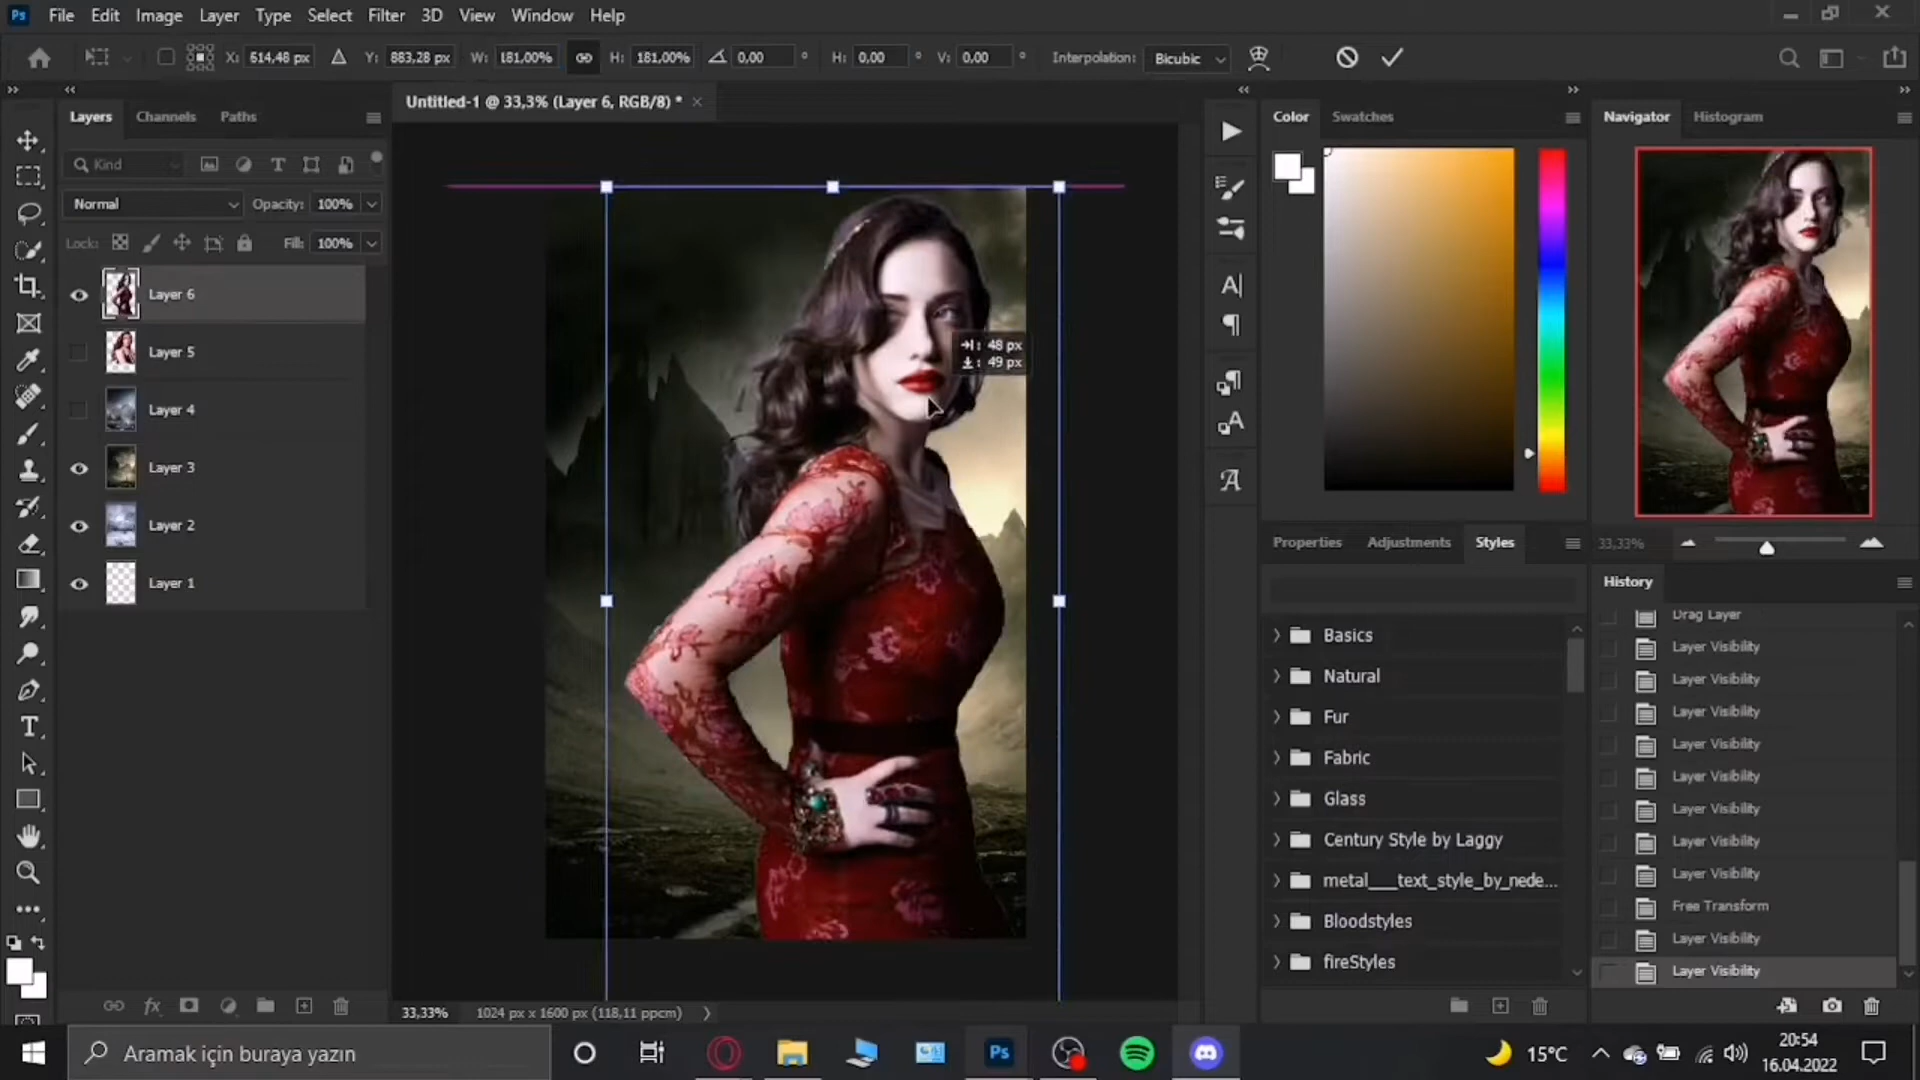 Ps File Edit Image Layer Type Select Filter 3D View Window Help
X: 614,48 px Y: 883,28 px W: 181,00% H: 181,00% 0,00 ° H: 0,00 ° V: 0,00 ° Interpolation: Bicubic
Layers Channels Paths
Untitled-1 @ 33,3% (Layer 6, RGB/8) * ×
Color Swatches
Navigator Histogram
Kind
Normal Opacity: 100%
Lock: Fill: 100%
Layer 6
Layer 5
Layer 4
Layer 3
Layer 2
Layer 1
: 48 px
: 49 px
Properties Adjustments Styles
33,33%
History
Basics
Natural
Fur
Fabric
Glass
Century Style by Laggy
metal___text_style_by_nede...
Bloodstyles
fireStyles
Drag Layer
Layer Visibility
Layer Visibility
Layer Visibility
Layer Visibility
Layer Visibility
Layer Visibility
Layer Visibility
Layer Visibility
Free Transform
Layer Visibility
Layer Visibility
33,33% 1024 px x 1600 px (118,11 ppcm)
Aramak için buraya yazın
Ps
15°C
20:54
16.04.2022